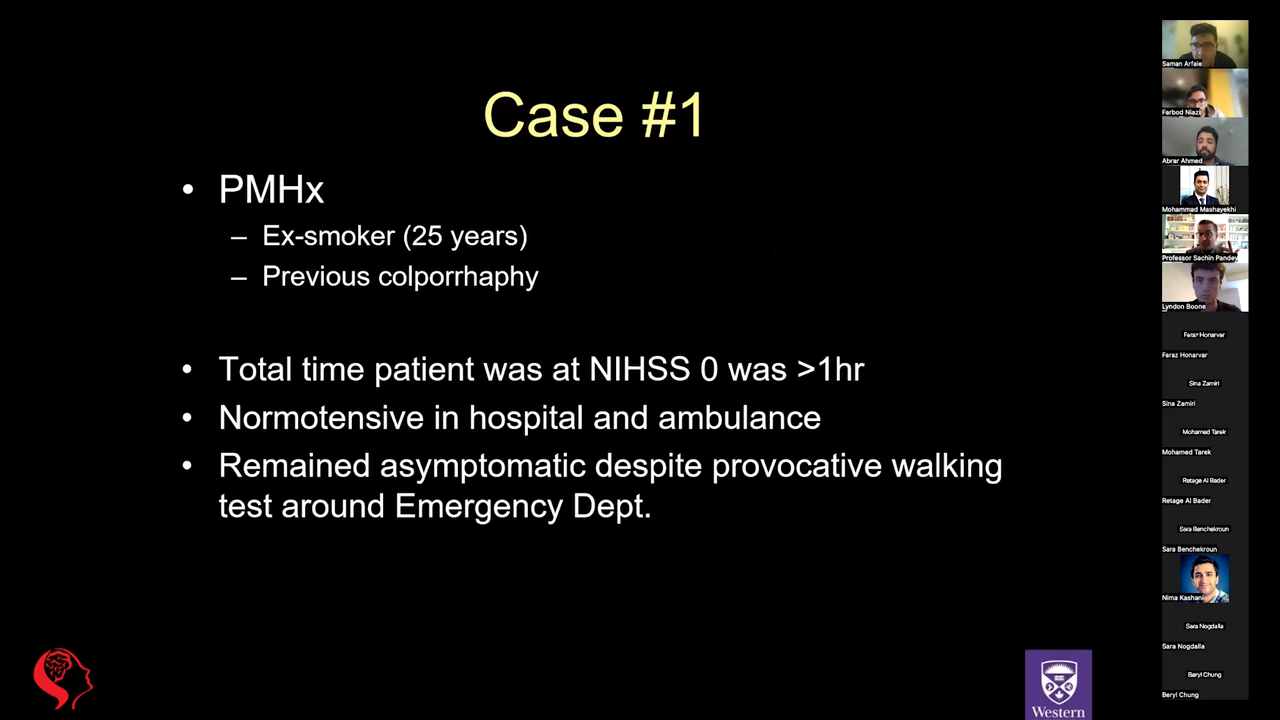 Case #1
• PMHx
– Ex-smoker (25 years)
– Previous colporrhaphy
• Total time patient was at NIHSS 0 was >1hr
• Normotensive in hospital and ambulance
• Remained asymptomatic despite provocative walking
test around Emergency Dept.
Western
Saman Arfaie
Farbod Niazi
Abrar Ahmed
Mohammad Mashayekhi
Professor Sachin Pandey
Lyndon Boone
Faraz Honarvar
Faraz Honarvar
Sina Zamiri
Sina Zamiri
Mohamed Tarek
Mohamed Tarek
Retage Al Bader
Retage Al Bader
Sara Benchekroun
Sara Benchekroun
Nima Kashani
Sara Nogdalla
Sara Nogdalla
Beryl Chung
Beryl Chung